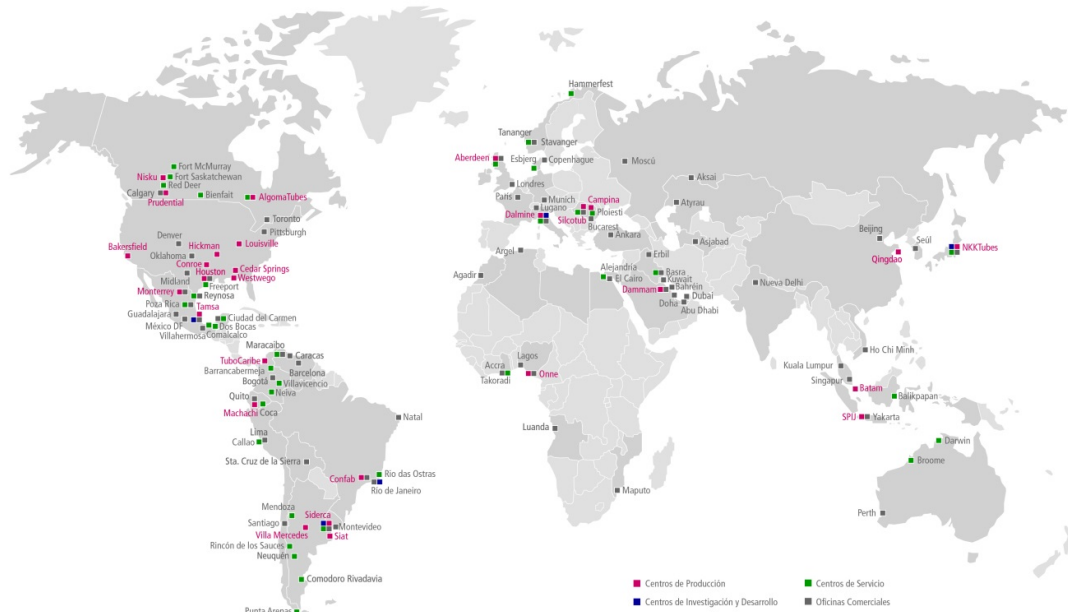 Hammerfest
Tananger
Stavanger
Aberdeen
Esbjerg
Copenhague
Moscú
Fort McMurray
Nisku
Fort Saskatchewan
Red Deer
Calgary
Bienfait
AlgomaTubes
Prudential
Londres
París
Munich
Lugano
Campina
Dalmine
Silcotub
Ploiesti
Bucarest
Aksai
Atyrau
Toronto
Pittsburgh
Denver
Hickman
Louisville
Bakersfield
Oklahoma
Ankara
Asjabad
Beijing
Seúl
NKKTubes
Qingdao
Conroe
Cedar Springs
Houston
Westwego
Midland
Freeport
Argel
Erbil
Agadir
Alejandría
El Cairo
Basra
Kuwait
Bahréin
Dammam
Dubai
Doha
Abu Dhabi
Nueva Delhi
Monterrey
Reynosa
Poza Rica
Tamsa
Guadalajara
Ciudad del Carmen
México DF
Dos Bocas
Comalcalco
Villahermosa
Maracaibo
Caracas
TuboCaribe
Barcelona
Barrancabermeja
Bogotá
Villavicencio
Neiva
Quito
Machachi
Coca
Lagos
Accra
Takoradi
Onne
Ho Chi Minh
Kuala Lumpur
Singapur
Batam
Balikpapan
SPIJ
Yakarta
Natal
Lima
Callao
Luanda
Darwin
Broome
Sta. Cruz de la Sierra
Confab
Río das Ostras
Río de Janeiro
Maputo
Perth
Mendoza
Siderca
Santiago
Montevideo
Villa Mercedes
Siat
Rincón de los Sauces
Neuquén
Comodoro Rivadavia
Punta Arenas
Centros de Producción
Centros de Servicio
Centros de Investigación y Desarrollo
Oficinas Comerciales